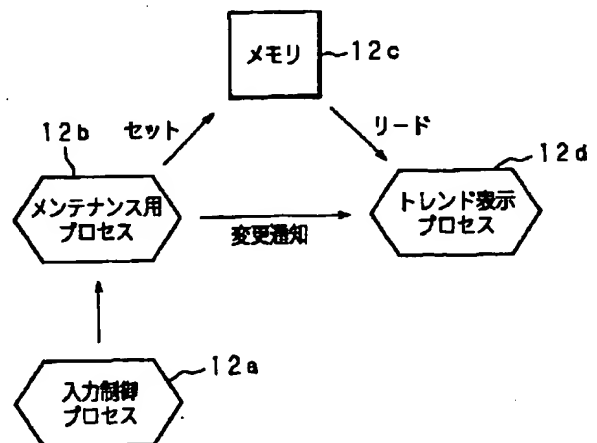 メモリ
12c
セット
リード
12b
12d
メンテナンス用
プロセス
変更通知
トレンド表示
プロセス
12a
入力制御
プロセス